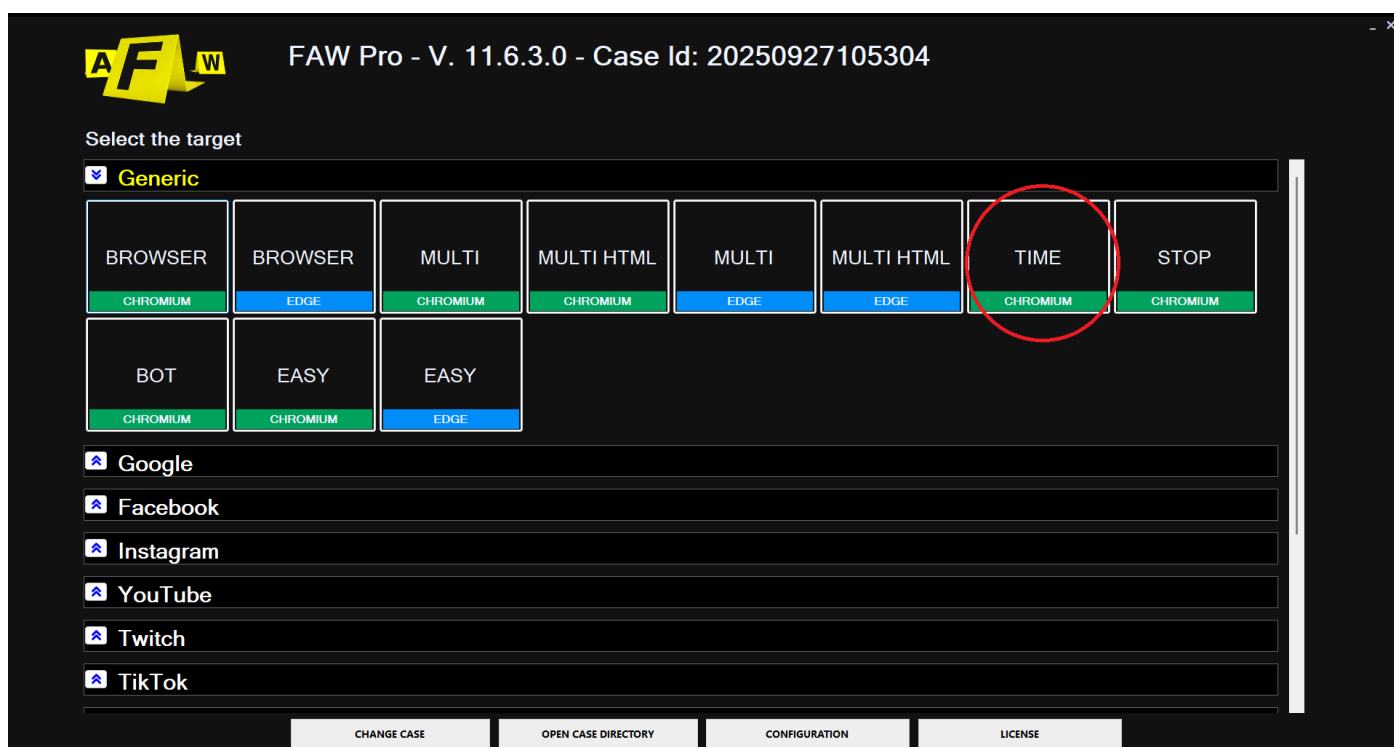 A F W
FAW Pro - V. 11.6.3.0 - Case Id: 20250927105304
Select the target
Generic
BROWSER BROWSER MULTI MULTI HTML MULTI MULTI HTML TIME STOP
CHROMIUM EDGE CHROMIUM CHROMIUM EDGE EDGE CHROMIUM CHROMIUM
BOT EASY EASY
CHROMIUM CHROMIUM EDGE
Google
Facebook
Instagram
YouTube
Twitch
TikTok
CHANGE CASE OPEN CASE DIRECTORY CONFIGURATION LICENSE